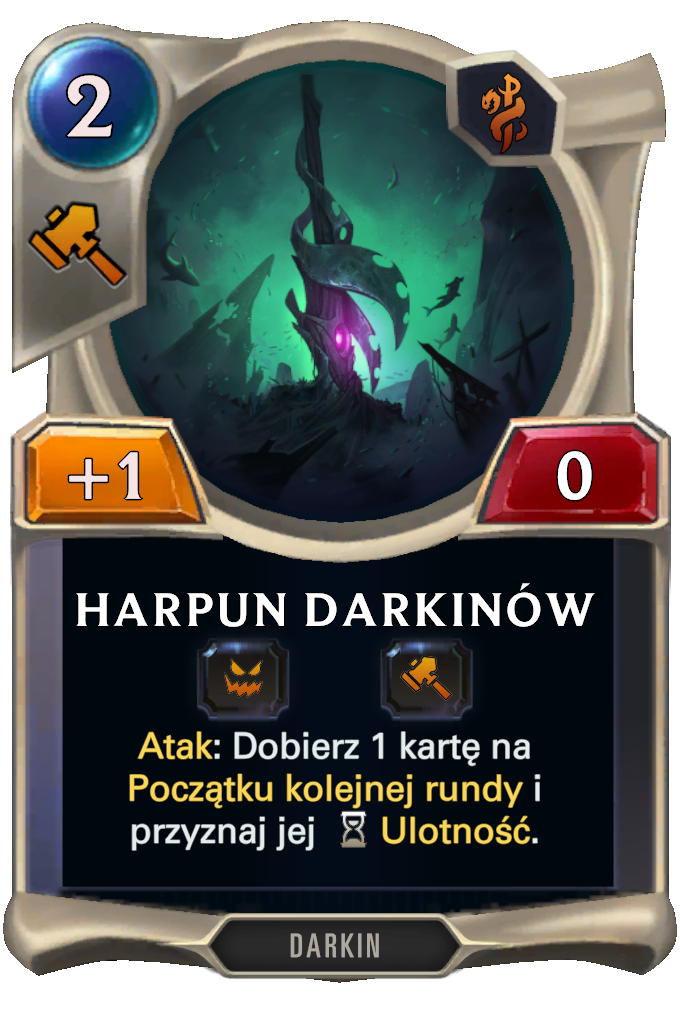 2
+1
0
HARPUN DARKINÓW
Atak: Dobierz 1 kartę na
Początku kolejnej rundy i
przyznaj jej Ulotność.
DARKIN